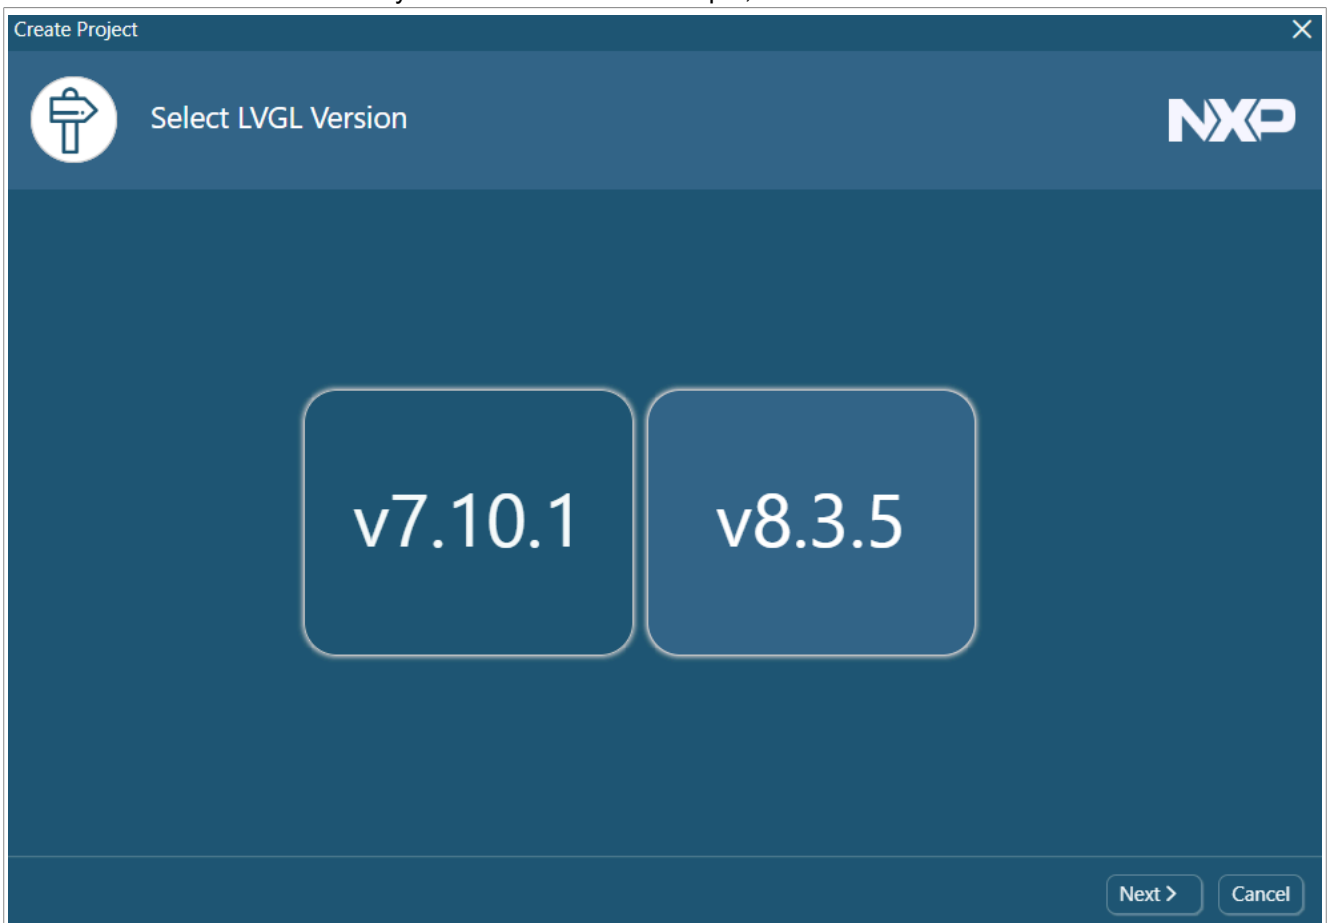 Create Project
Select LVGL Version
NXP
v7.10.1
v8.3.5
Next >
Cancel